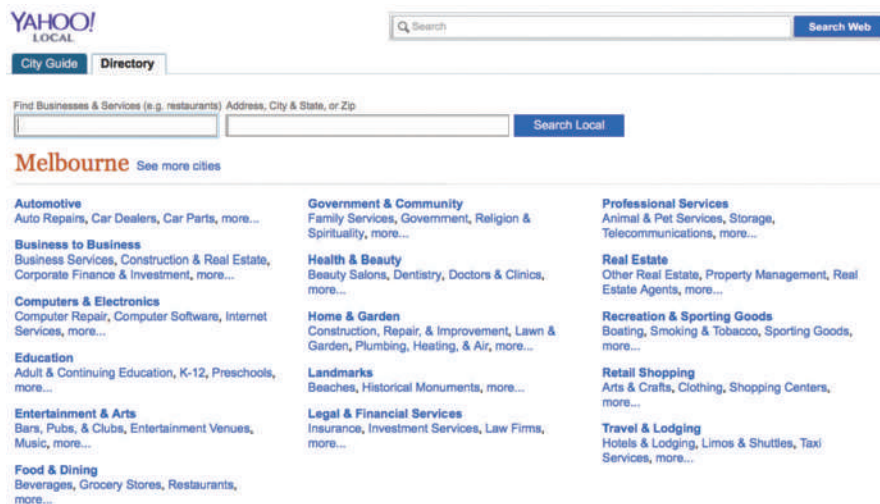 YAHOO!
LOCAL
Search
Search Web
City Guide
Directory
Find Businesses & Services (e.g. restaurants)
Address, City & State, or Zip
Search Local
Melbourne See more cities
Automotive
Auto Repairs, Car Dealers, Car Parts, more...
Business to Business
Business Services, Construction & Real Estate,
Corporate Finance & Investment, more...
Computers & Electronics
Computer Repair, Computer Software, Internet
Services, more...
Education
Adult & Continuing Education, K-12, Preschools,
more...
Entertainment & Arts
Bars, Pubs, & Clubs, Entertainment Venues,
Music, more...
Food & Dining
Beverages, Grocery Stores, Restaurants,
more...
Government & Community
Family Services, Government, Religion &
Spirituality, more...
Health & Beauty
Beauty Salons, Dentistry, Doctors & Clinics,
more...
Home & Garden
Construction, Repair, & Improvement, Lawn &
Garden, Plumbing, Heating, & Air, more...
Landmarks
Beaches, Historical Monuments, more...
Legal & Financial Services
Insurance, Investment Services, Law Firms,
more...
Professional Services
Animal & Pet Services, Storage,
Telecommunications, more...
Real Estate
Other Real Estate, Property Management, Real
Estate Agents, more...
Recreation & Sporting Goods
Boating, Smoking & Tobacco, Sporting Goods,
more...
Retail Shopping
Arts & Crafts, Clothing, Shopping Centers,
more...
Travel & Lodging
Hotels & Lodging, Limos & Shuttles, Taxi
Services, more...